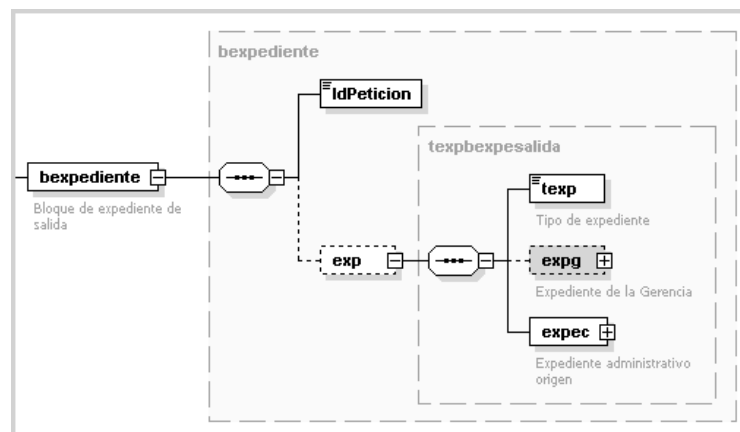 bexpediente
IdPeticion
texpbexpesalida
bexpediente
Bloque de expediente de
salida
texp
Tipo de expediente
exp
expg
Expediente de la Gerencia
expec
Expediente administrativo
origen